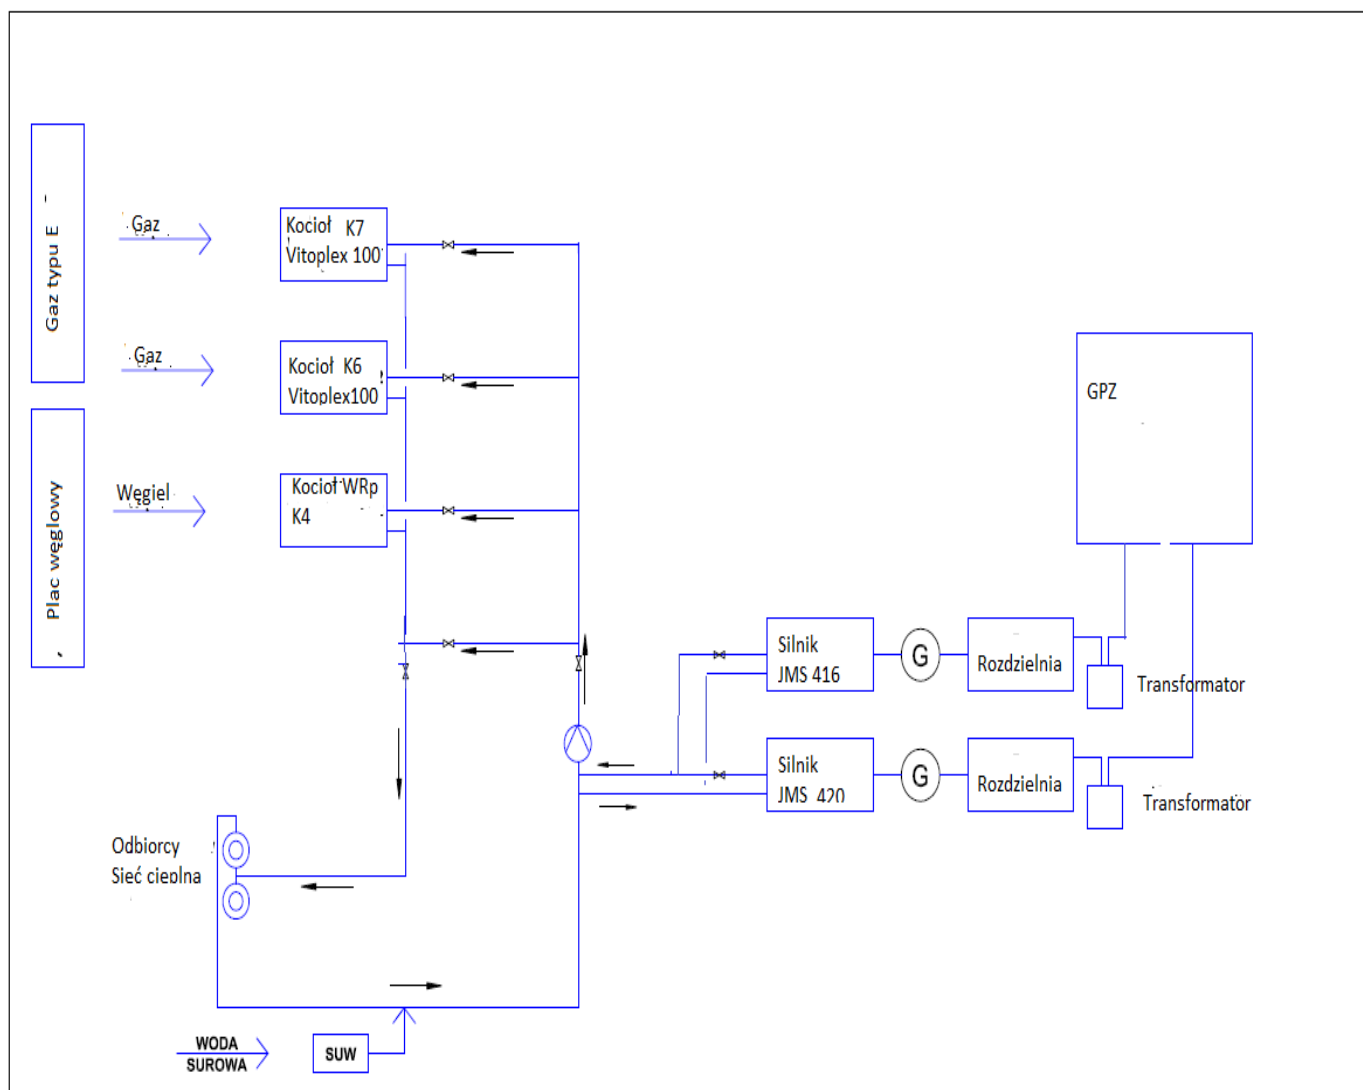 Gaz typu E
Gaz
Kocioł K7
Vitoplex 100
Gaz
Kocioł K6
Vitoplex100
GPZ
Plac węglowy
Węgiel
Kocioł WRp
K4
Silnik
JMS 416
G
Rozdzielnia
Transformator
Silnik
JMS 420
G
Rozdzielnia
Transformator
Odbiorcy
Sieć cieplna
WODA
SUROWA
SUW